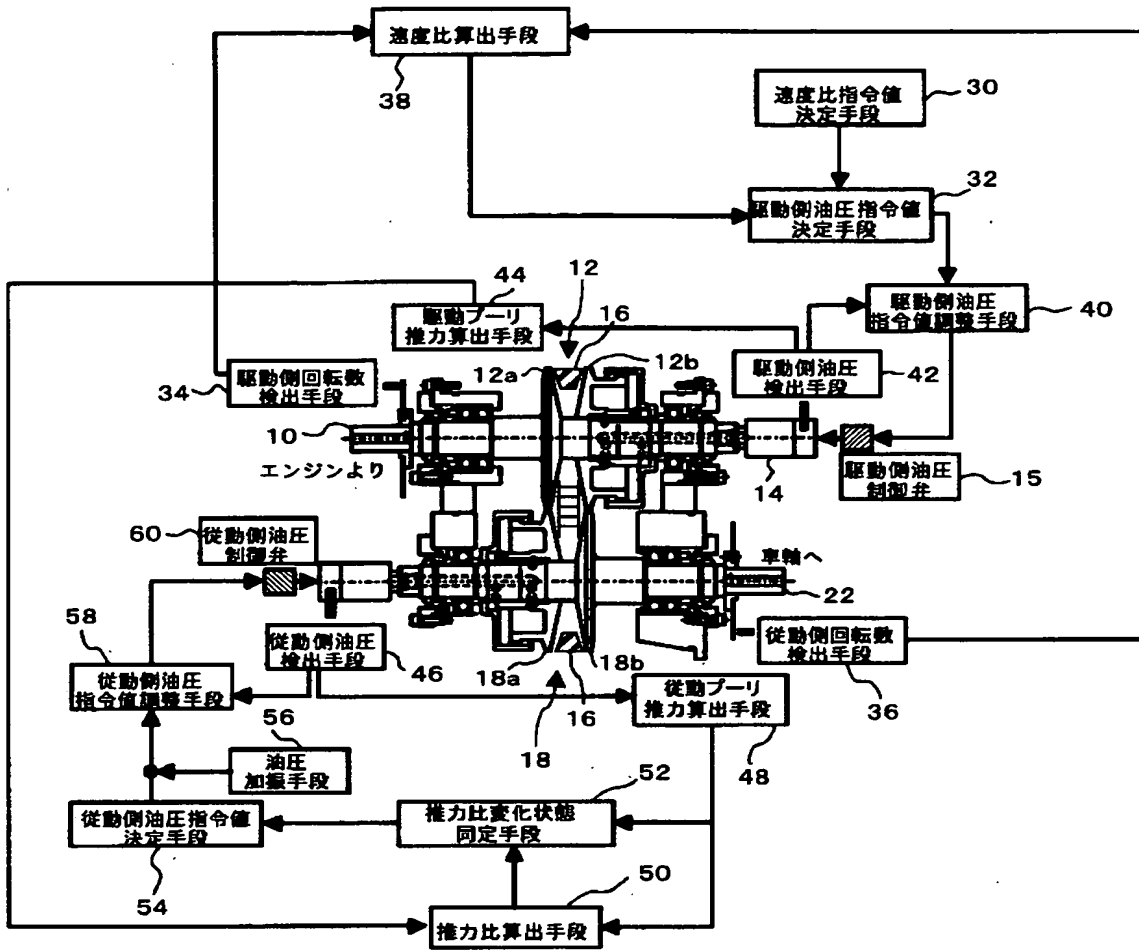 速度比算出手段
38
速度比指令値
決定手段
30
32
駆動側油圧指令値
決定手段
44
12
駆動プーリ
推力算出手段
16
駆動側油圧
指令値調整手段
40
12a
12b
駆動側油圧
検出手段
42
34
駆動側回転数
検出手段
10
エンジンより
14
駆動側油圧
制御弁
15
60
従動側油圧
制御弁
車軸へ
22
58
従動側油圧
検出手段
46
18a
18b
従動側回転数
検出手段
36
従動側油圧
指令値調整手段
16
従動プーリ
推力算出手段
56
18
48
油圧
加振手段
52
従動側油圧指令値
決定手段
推力比変化状態
同定手段
54
50
推力比算出手段